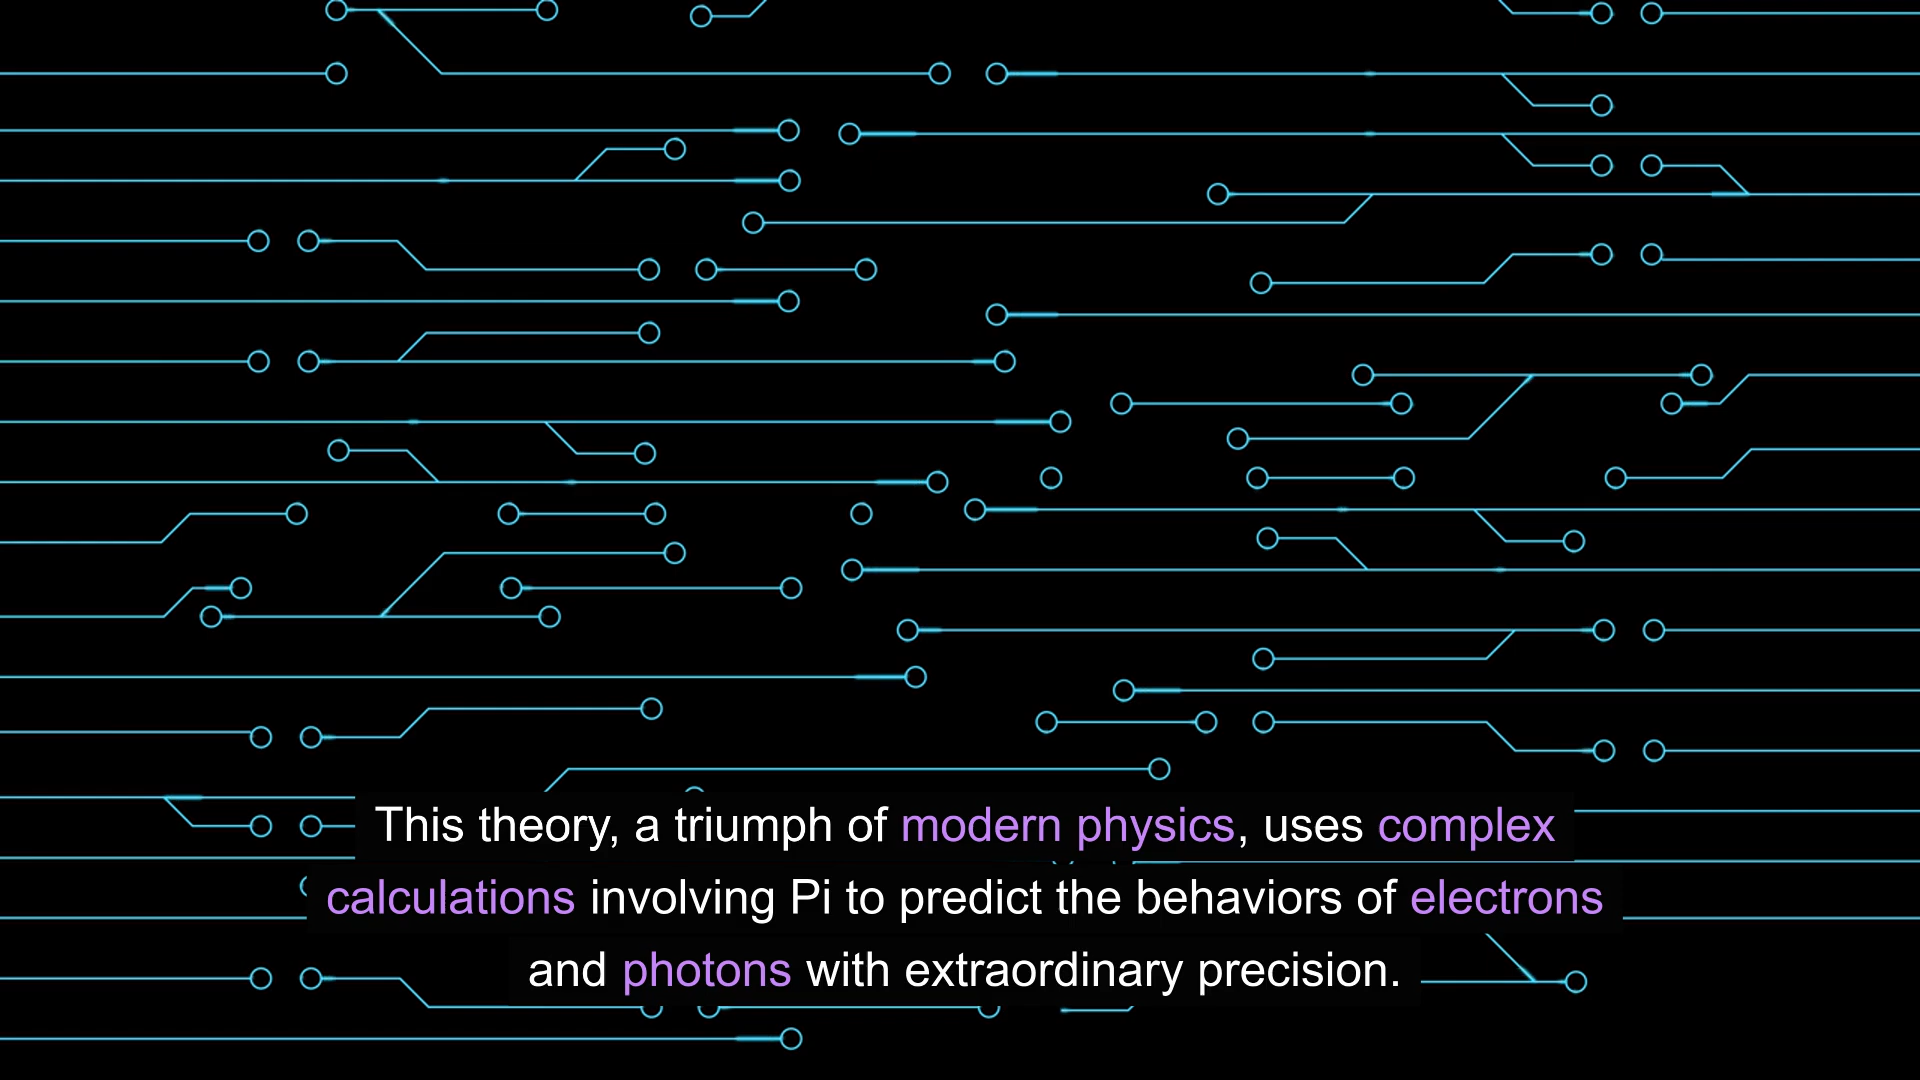 This theory, a triumph of modern physics, uses complex
calculations involving Pi to predict the behaviors of electrons
and photons with extraordinary precision.